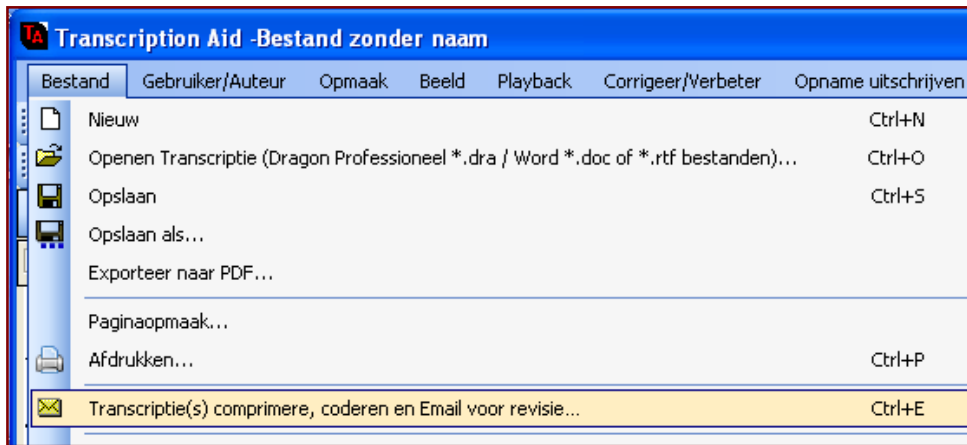 TA Transcription Aid -Bestand zonder naam
Bestand Gebruiker/Auteur Opmaak Beeld Playback Corrigeer/Verbeter Opname uitschrijven
Nieuw Ctrl+N
Openen Transcriptie (Dragon Professioneel *.dra / Word *.doc of *.rtf bestanden)... Ctrl+O
Opslaan Ctrl+S
Opslaan als...
Exporteer naar PDF...
Paginaopmaak...
Afdrukken... Ctrl+P
Transcriptie(s) comprimere, coderen en Email voor revisie... Ctrl+E